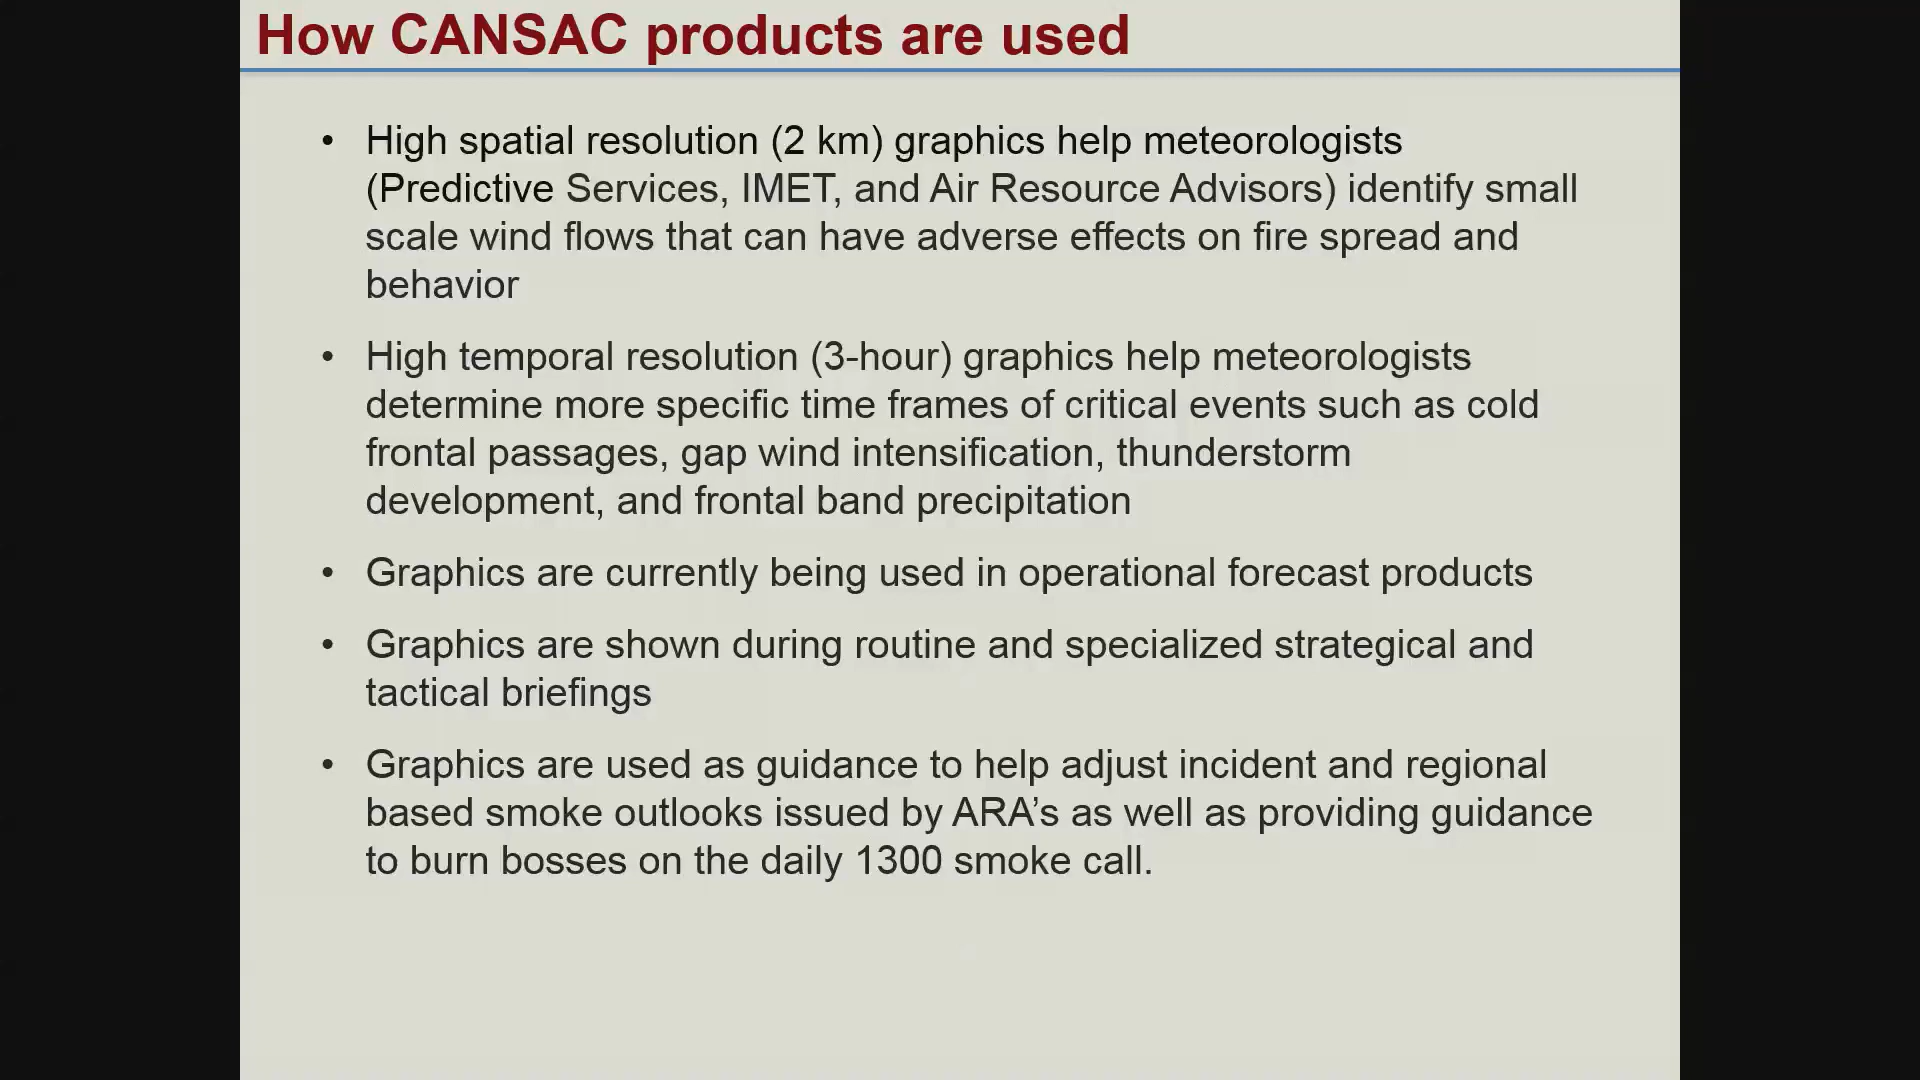 How CANSAC products are used
• High spatial resolution (2 km) graphics help meteorologists
(Predictive Services, IMET, and Air Resource Advisors) identify small
scale wind flows that can have adverse effects on fire spread and
behavior
• High temporal resolution (3-hour) graphics help meteorologists
determine more specific time frames of critical events such as cold
frontal passages, gap wind intensification, thunderstorm
development, and frontal band precipitation
• Graphics are currently being used in operational forecast products
• Graphics are shown during routine and specialized strategical and
tactical briefings
• Graphics are used as guidance to help adjust incident and regional
based smoke outlooks issued by ARA’s as well as providing guidance
to burn bosses on the daily 1300 smoke call.